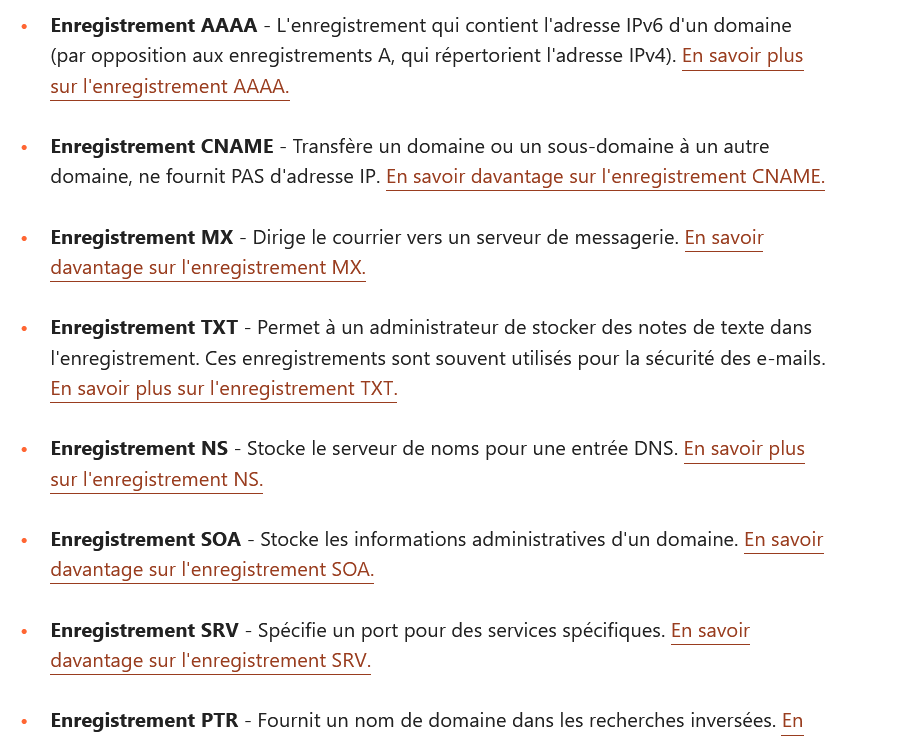 • Enregistrement AAAA - L'enregistrement qui contient l'adresse IPv6 d'un domaine
(par opposition aux enregistrements A, qui répertorient l'adresse IPv4). En savoir plus
sur l'enregistrement AAAA.
• Enregistrement CNAME - Transfère un domaine ou un sous-domaine à un autre
domaine, ne fournit PAS d'adresse IP. En savoir davantage sur l'enregistrement CNAME.
• Enregistrement MX - Dirige le courrier vers un serveur de messagerie. En savoir
davantage sur l'enregistrement MX.
• Enregistrement TXT - Permet à un administrateur de stocker des notes de texte dans
l'enregistrement. Ces enregistrements sont souvent utilisés pour la sécurité des e-mails.
En savoir plus sur l'enregistrement TXT.
• Enregistrement NS - Stocke le serveur de noms pour une entrée DNS. En savoir plus
sur l'enregistrement NS.
• Enregistrement SOA - Stocke les informations administratives d'un domaine. En savoir
davantage sur l'enregistrement SOA.
• Enregistrement SRV - Spécifie un port pour des services spécifiques. En savoir
davantage sur l'enregistrement SRV.
• Enregistrement PTR - Fournit un nom de domaine dans les recherches inversées. En